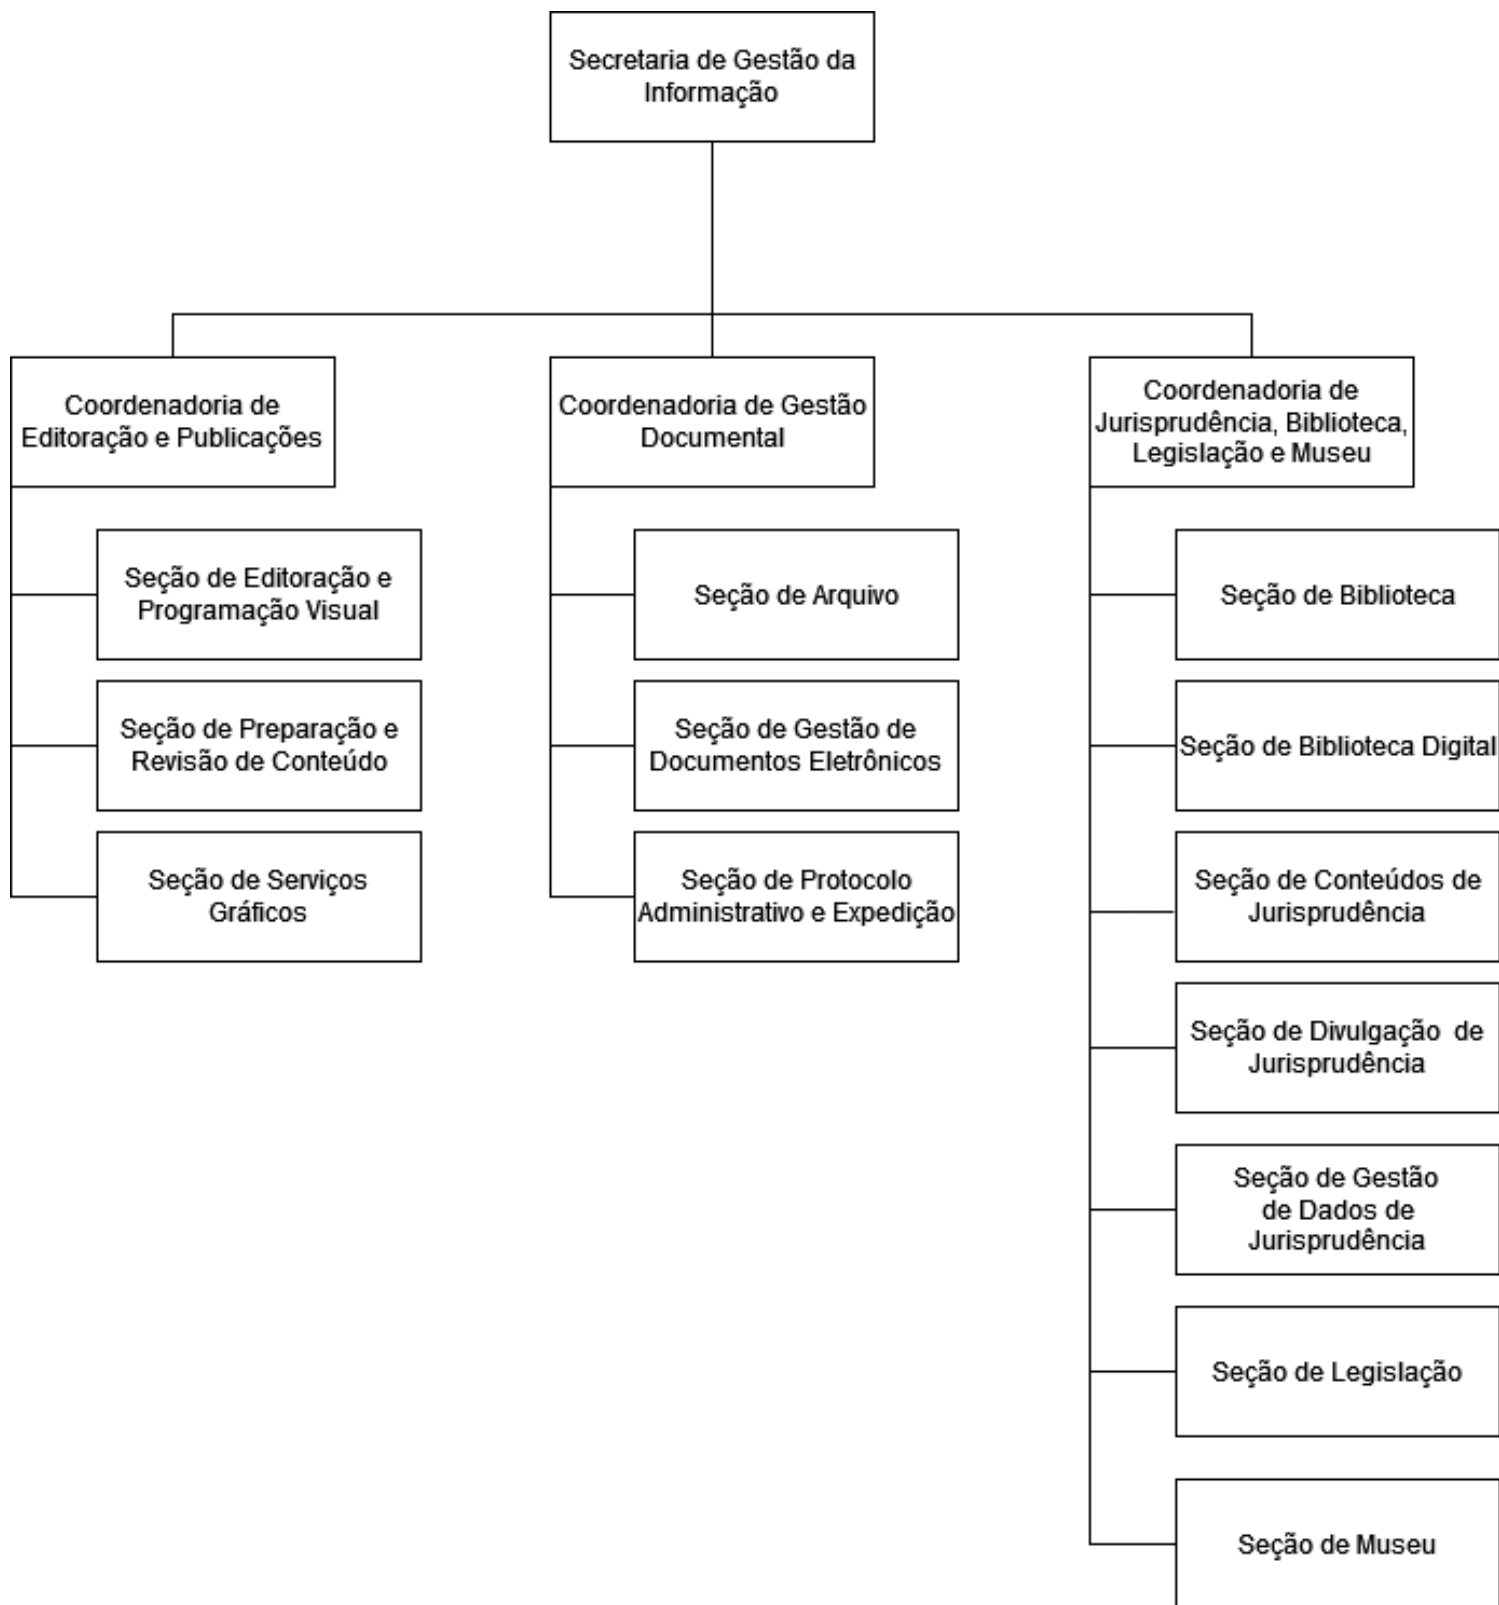 Secretaria de Gestão da
Informação
Coordenadoria de
Editoração e Publicações
Seção de Editoração e
Programação Visual
Seção de Preparação e
Revisão de Conteúdo
Seção de Serviços
Gráficos
Coordenadoria de Gestão
Documental
Seção de Arquivo
Seção de Gestão de
Documentos Eletrônicos
Seção de Protocolo
Administrativo e Expedição
Coordenadoria de
Jurisprudência, Biblioteca,
Legislação e Museu
Seção de Biblioteca
Seção de Biblioteca Digital
Seção de Conteúdos de
Jurisprudência
Seção de Divulgação de
Jurisprudência
Seção de Gestão
de Dados de
Jurisprudência
Seção de Legislação
Seção de Museu